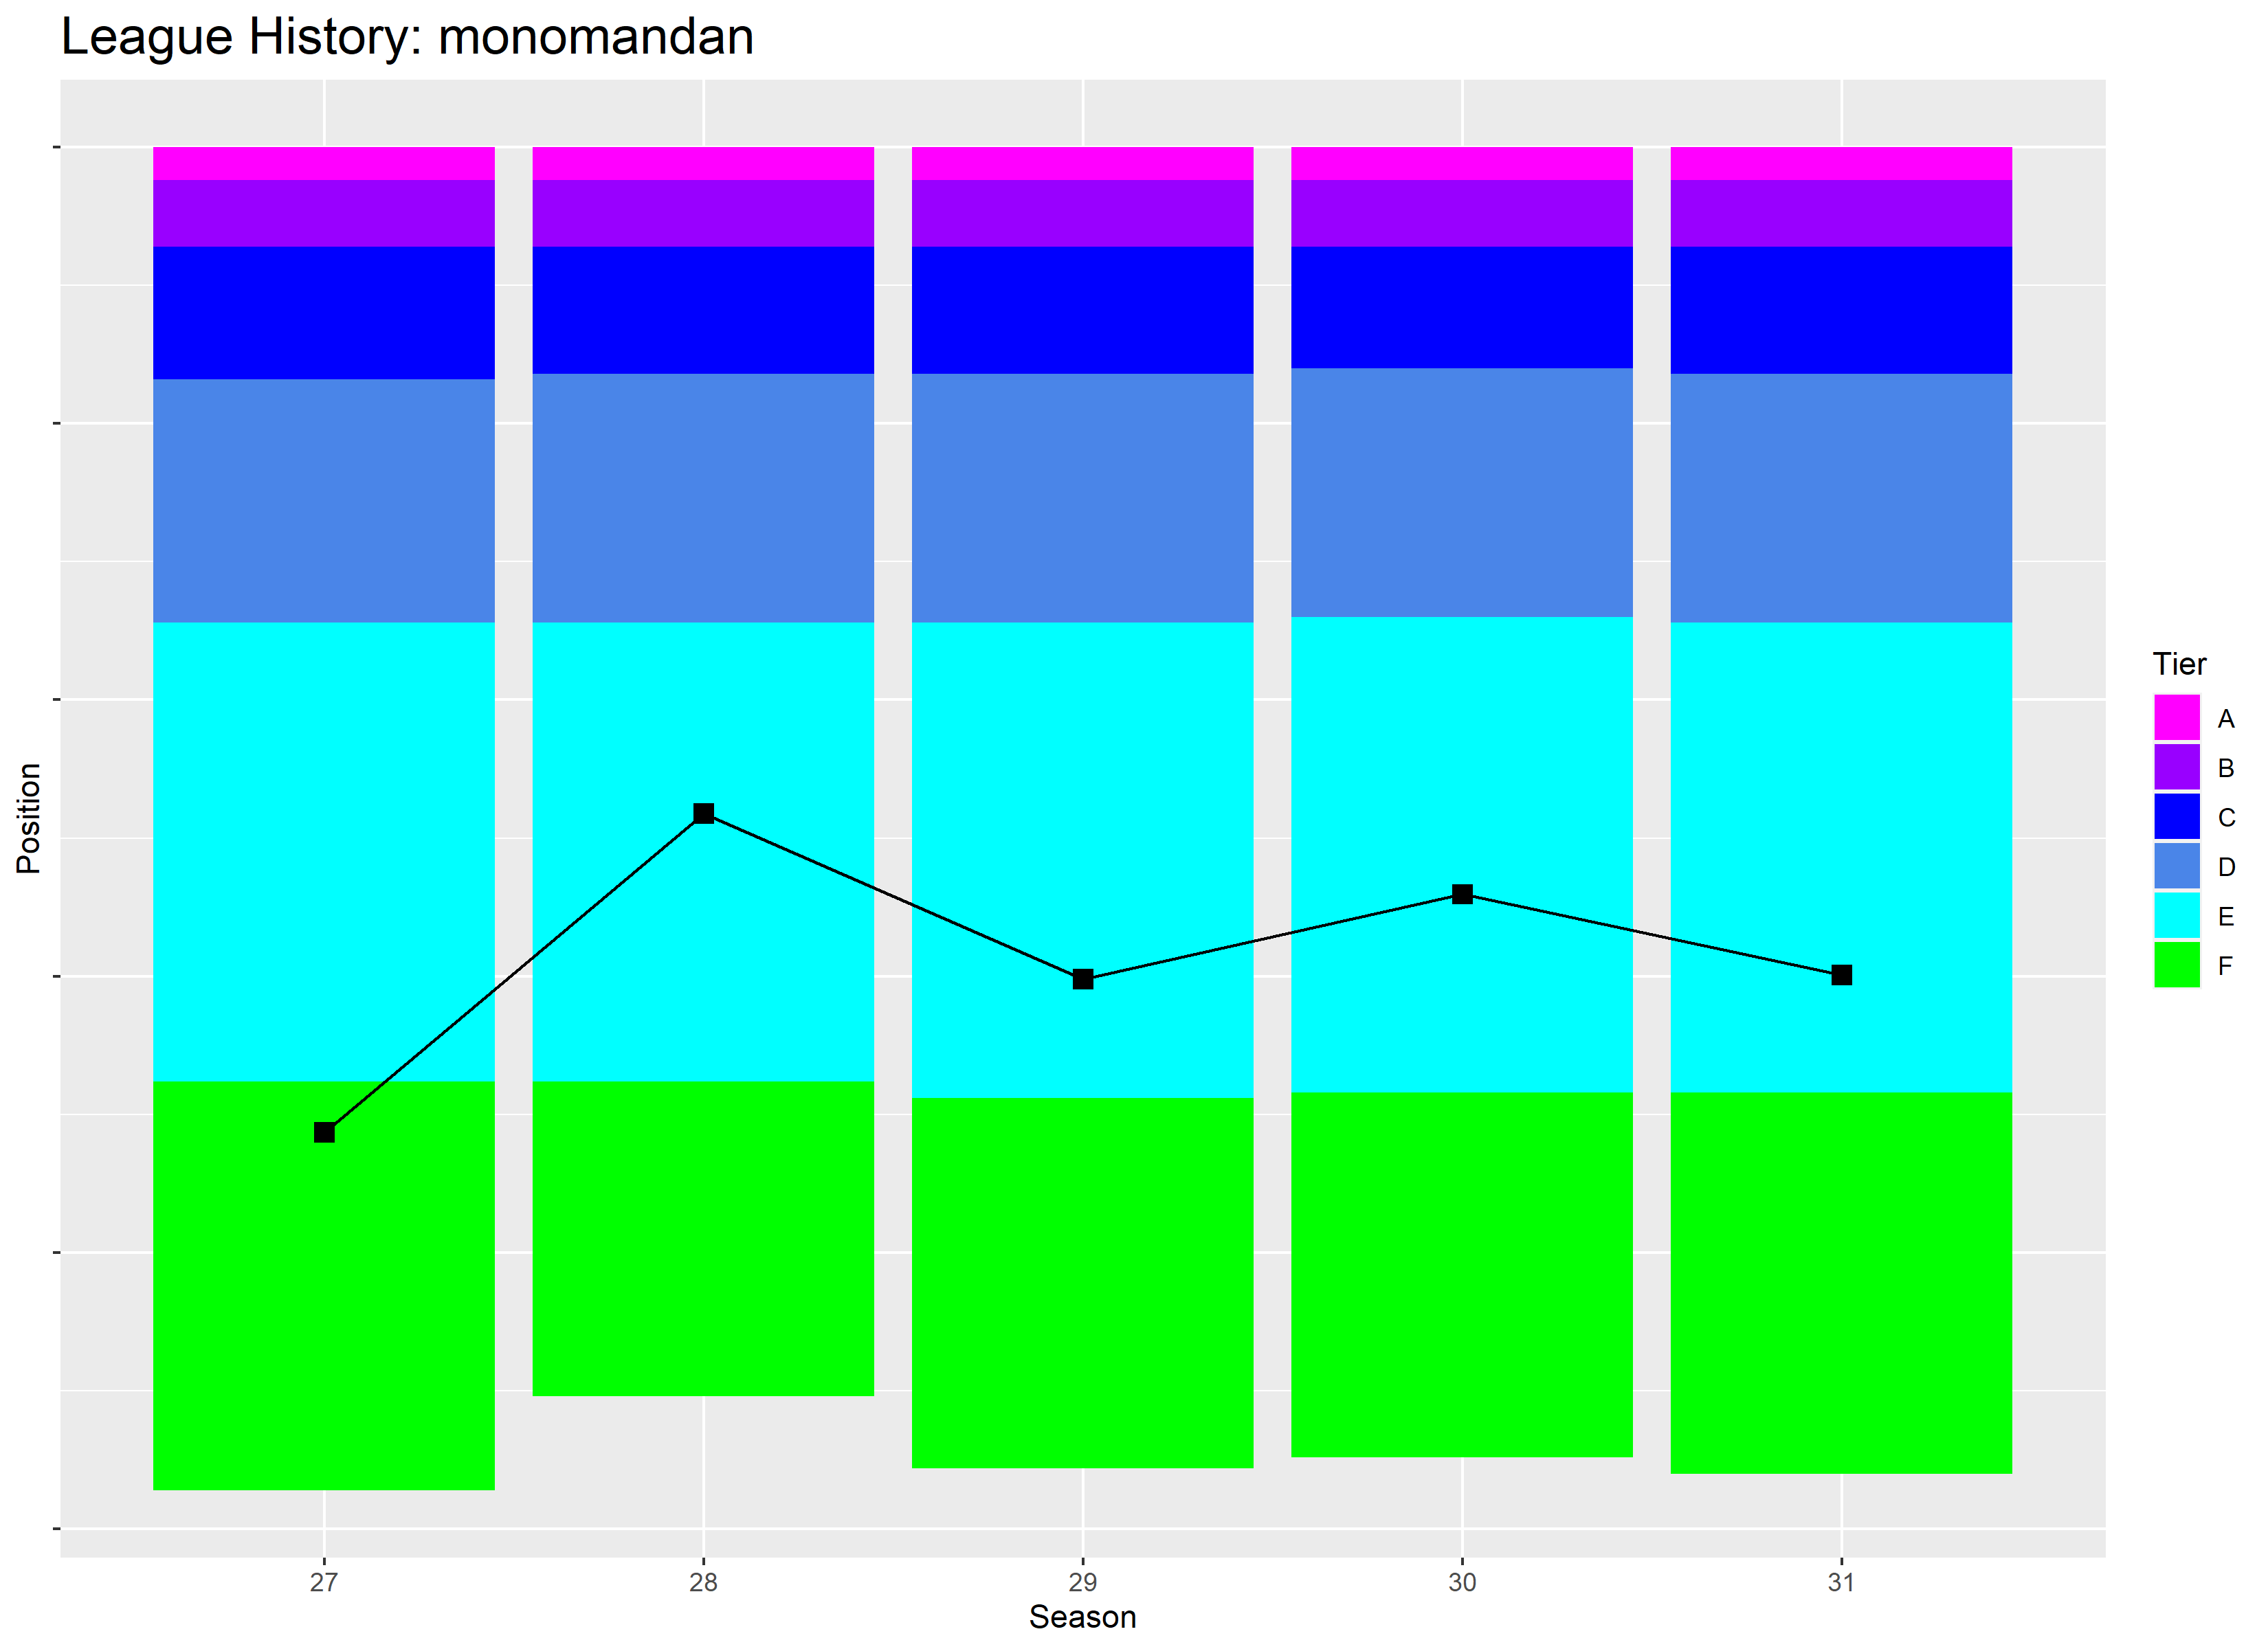 League History: monomandan
Position
27
28
29
30
31
Season
Tier
A
B
C
D
E
F